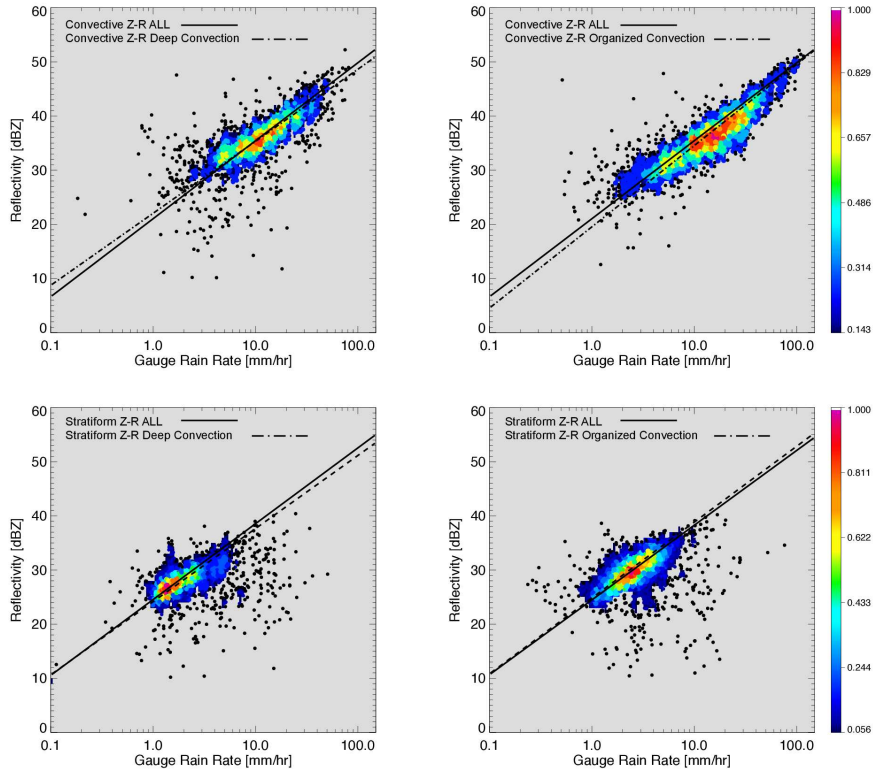 Convective Z-R ALL
Convective Z-R Deep Convection
60
50
40
30
20
10
0
Reflectivity [dBZ]
0.1 1.0 10.0 100.0
Gauge Rain Rate [mm/hr]
Convective Z-R ALL
Convective Z-R Organized Convection
60
50
40
30
20
10
0
Reflectivity [dBZ]
0.1 1.0 10.0 100.0
Gauge Rain Rate [mm/hr]
1.000
0.829
0.657
0.486
0.314
0.143
Stratiform Z-R ALL
Stratiform Z-R Deep Convection
60
50
40
30
20
10
0
Reflectivity [dBZ]
0.1 1.0 10.0 100.0
Gauge Rain Rate [mm/hr]
Stratiform Z-R ALL
Stratiform Z-R Organized Convection
60
50
40
30
20
10
0
Reflectivity [dBZ]
0.1 1.0 10.0 100.0
Gauge Rain Rate [mm/hr]
1.000
0.811
0.622
0.433
0.244
0.056